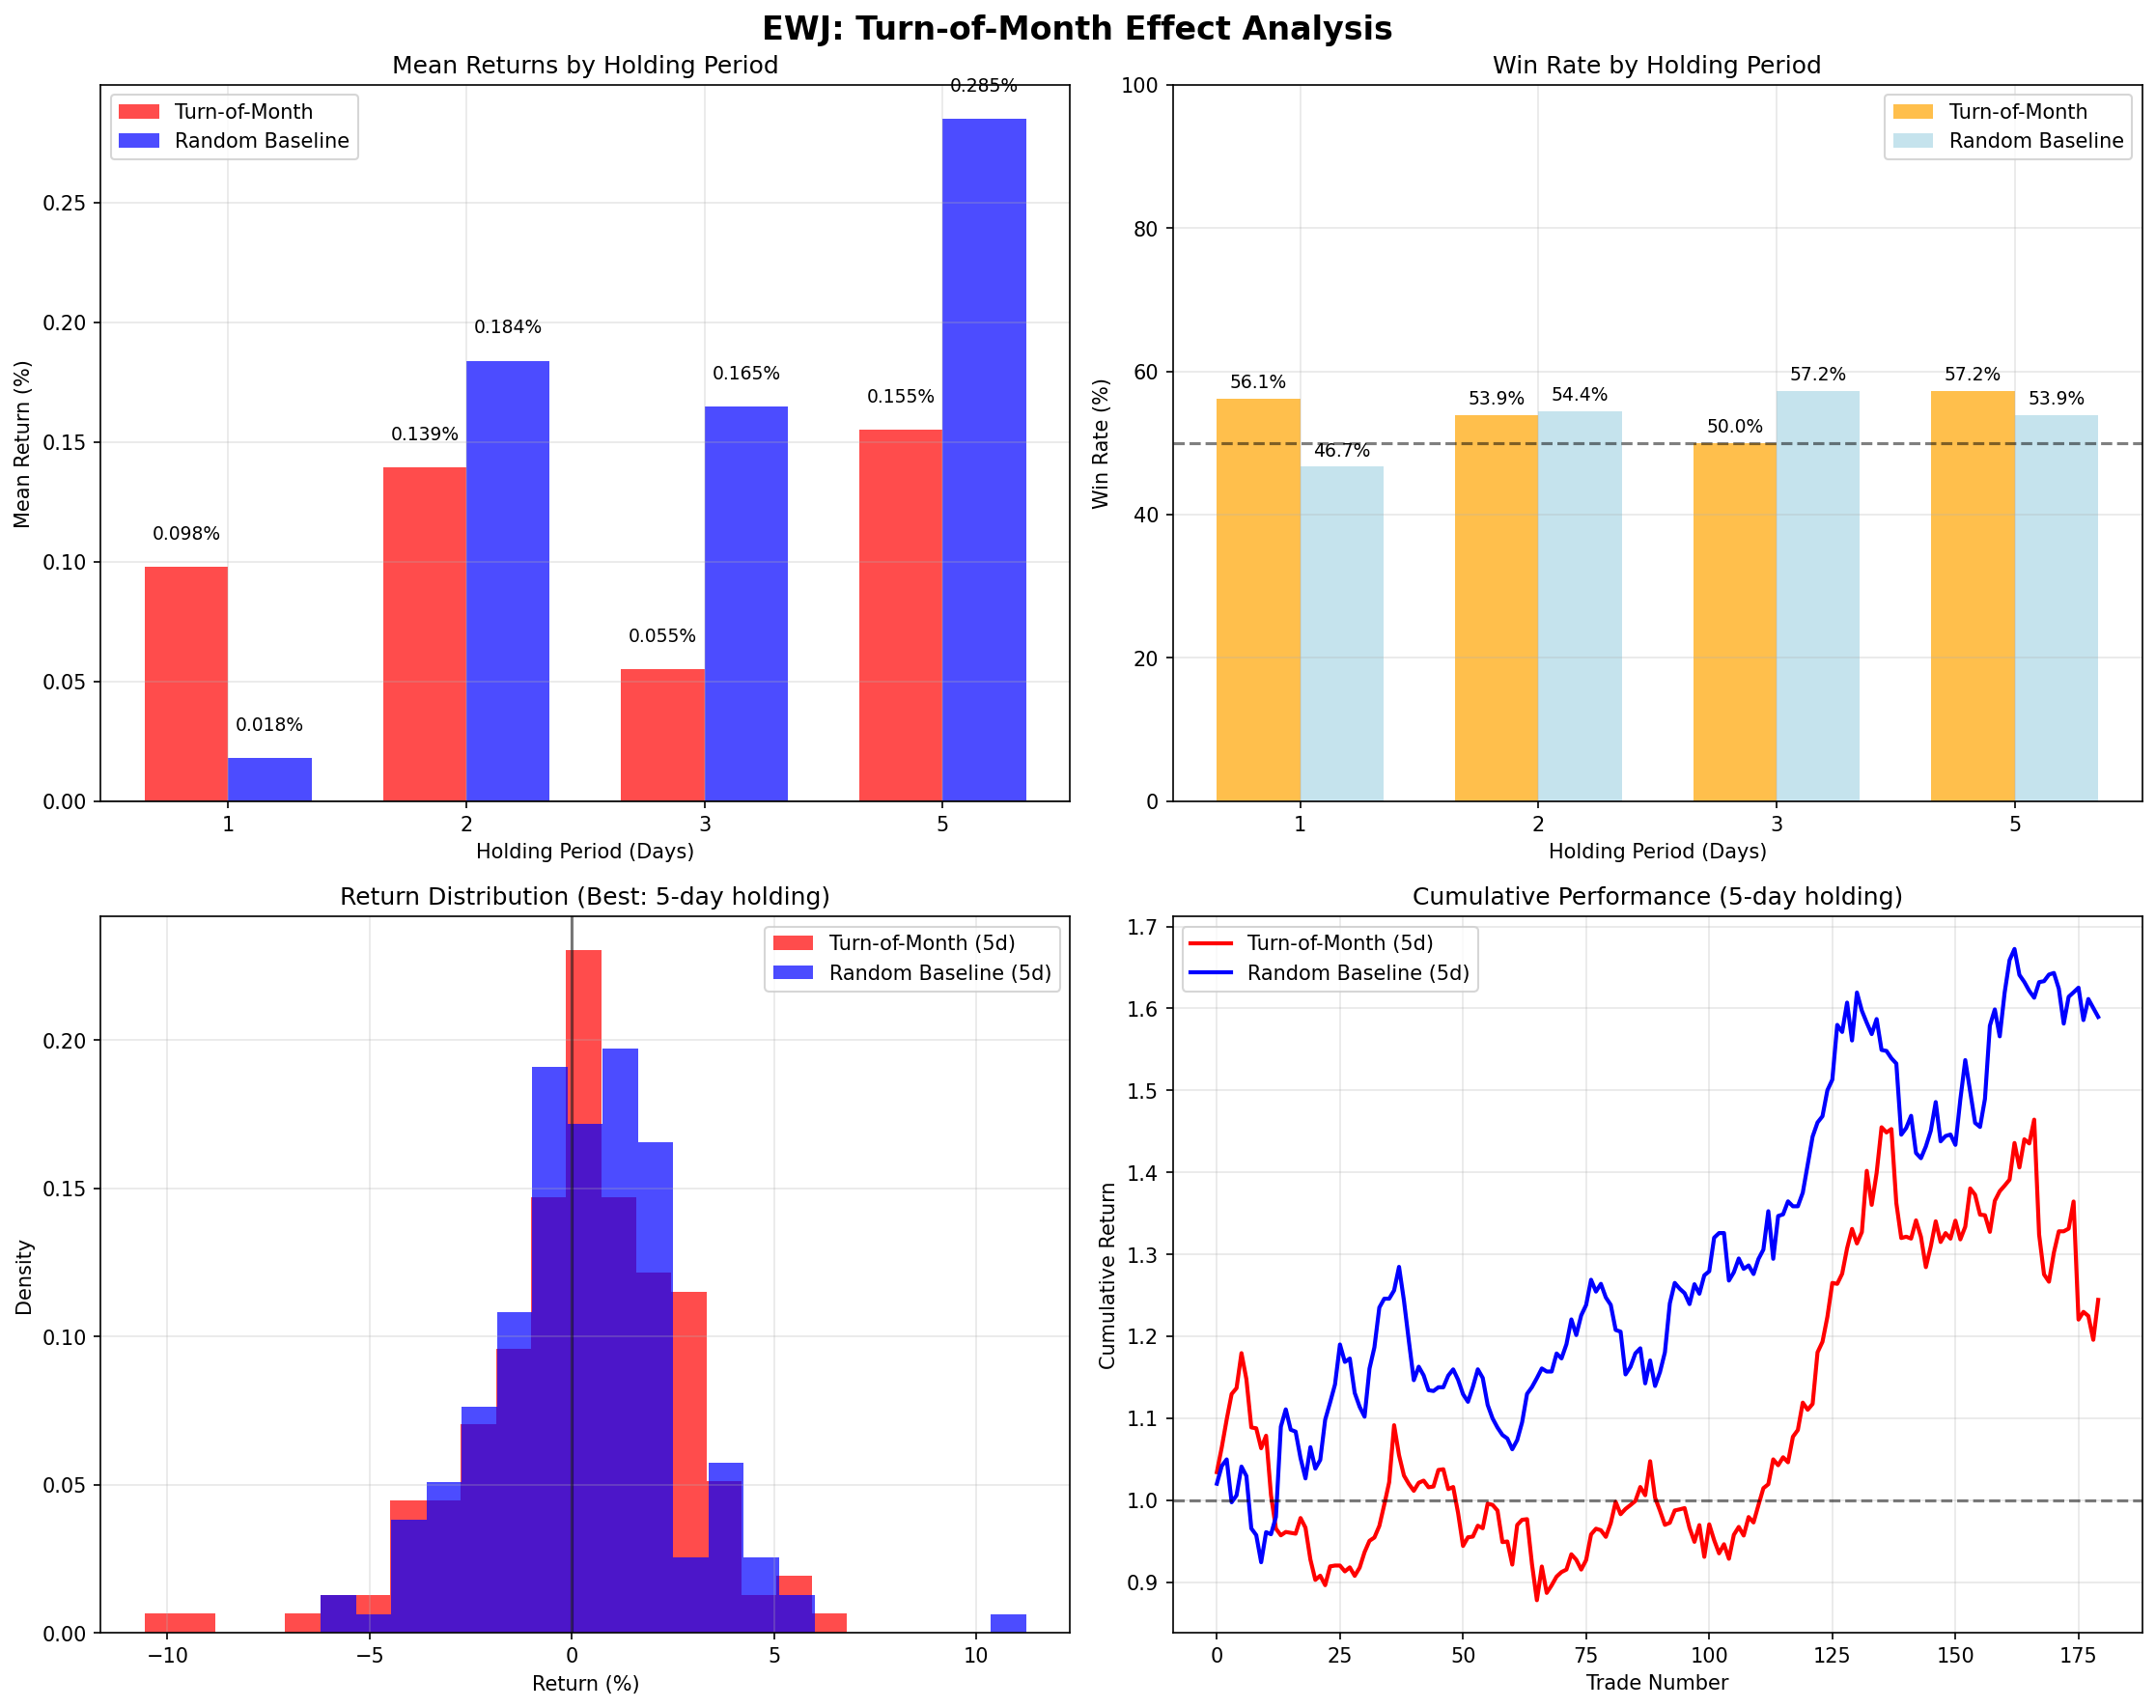 EWJ: Turn-of-Month Effect Analysis
Mean Returns by Holding Period
Turn-of-Month
Random Baseline
0.285%
0.184%
0.165%
0.155%
0.139%
0.098%
0.055%
0.018%
0.25
0.20
0.15
0.10
0.05
0.00
Mean Return (%)
1 2 3 5
Holding Period (Days)
Win Rate by Holding Period
Turn-of-Month
Random Baseline
100
80
60
40
20
0
Win Rate (%)
56.1% 46.7% 53.9% 54.4% 50.0% 57.2% 57.2% 53.9%
1 2 3 5
Holding Period (Days)
Return Distribution (Best: 5-day holding)
Turn-of-Month (5d)
Random Baseline (5d)
0.20
0.15
0.10
0.05
0.00
Density
−10 −5 0 5 10
Return (%)
Cumulative Performance (5-day holding)
Turn-of-Month (5d)
Random Baseline (5d)
1.7
1.6
1.5
1.4
1.3
1.2
1.1
1.0
0.9
Cumulative Return
0 25 50 75 100 125 150 175
Trade Number